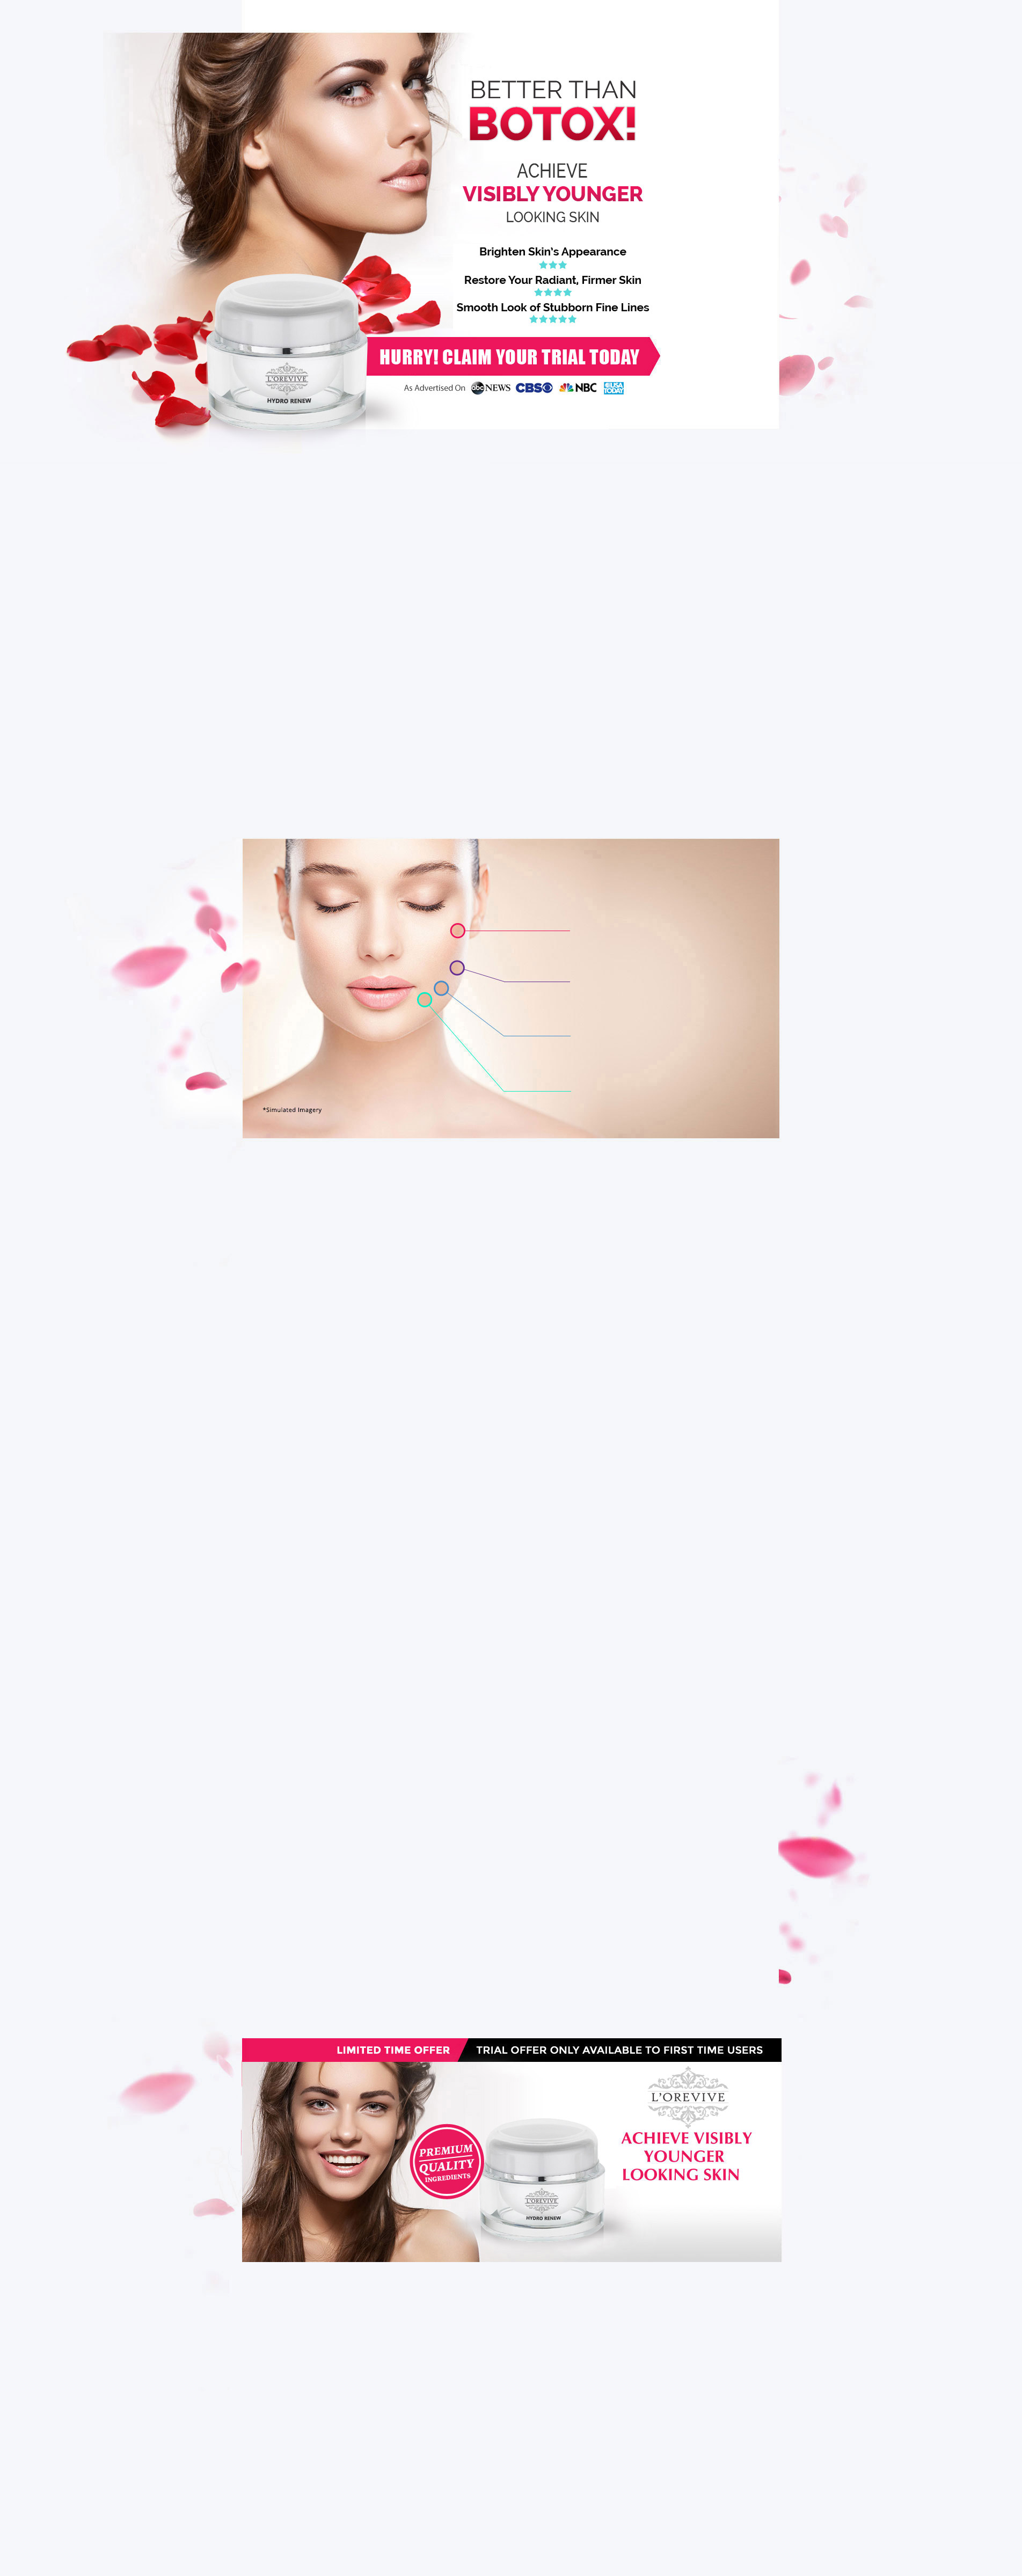 BETTER THAN
BOTOX!
ACHIEVE
VISIBLY YOUNGER
LOOKING SKIN
Brighten Skin's Appearance
Restore Your Radiant, Firmer Skin
Smooth Look of Stubborn Fine Lines
HURRY! CLAIM YOUR TRIAL TODAY
As Advertised On abc NEWS CBS NBC USA TODAY
L'OREVIVE
HYDRO RENEW
*Simulated Imagery
LIMITED TIME OFFER TRIAL OFFER ONLY AVAILABLE TO FIRST TIME USERS
L'OREVIVE
ACHIEVE VISIBLY
YOUNGER
LOOKING SKIN
PREMIUM
QUALITY
INGREDIENTS
L'OREVIVE
HYDRO RENEW